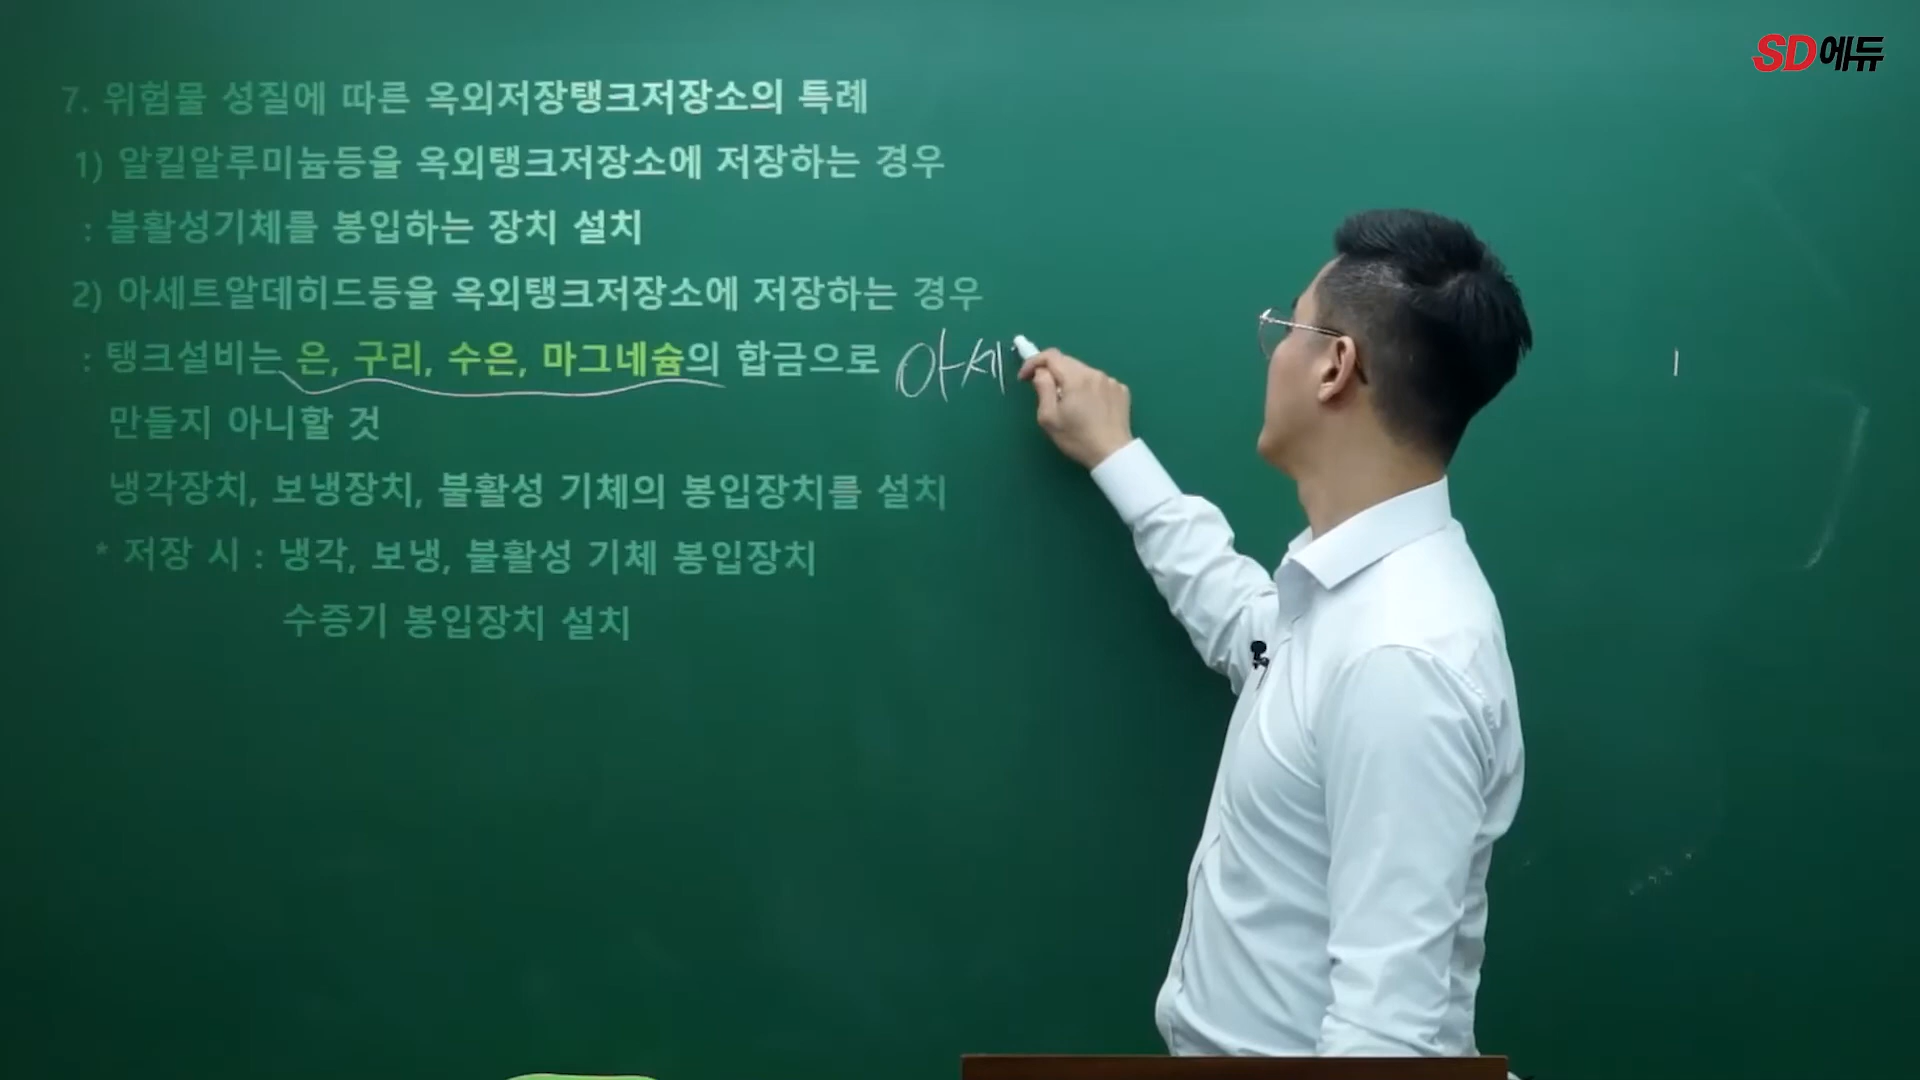 SD에듀
7. 위험물 성질에 따른 옥외저장탱크저장소의 특례
1) 알킬알루미늄등을 옥외탱크저장소에 저장하는 경우
: 불활성기체를 봉입하는 장치 설치
2) 아세트알데히드등을 옥외탱크저장소에 저장하는 경우
: 탱크설비는 은, 구리, 수은, 마그네슘의 합금으로 아세
만들지 아니할 것
냉각장치, 보냉장치, 불활성 기체의 봉입장치를 설치
* 저장 시 : 냉각, 보냉, 불활성 기체 봉입장치
수증기 봉입장치 설치